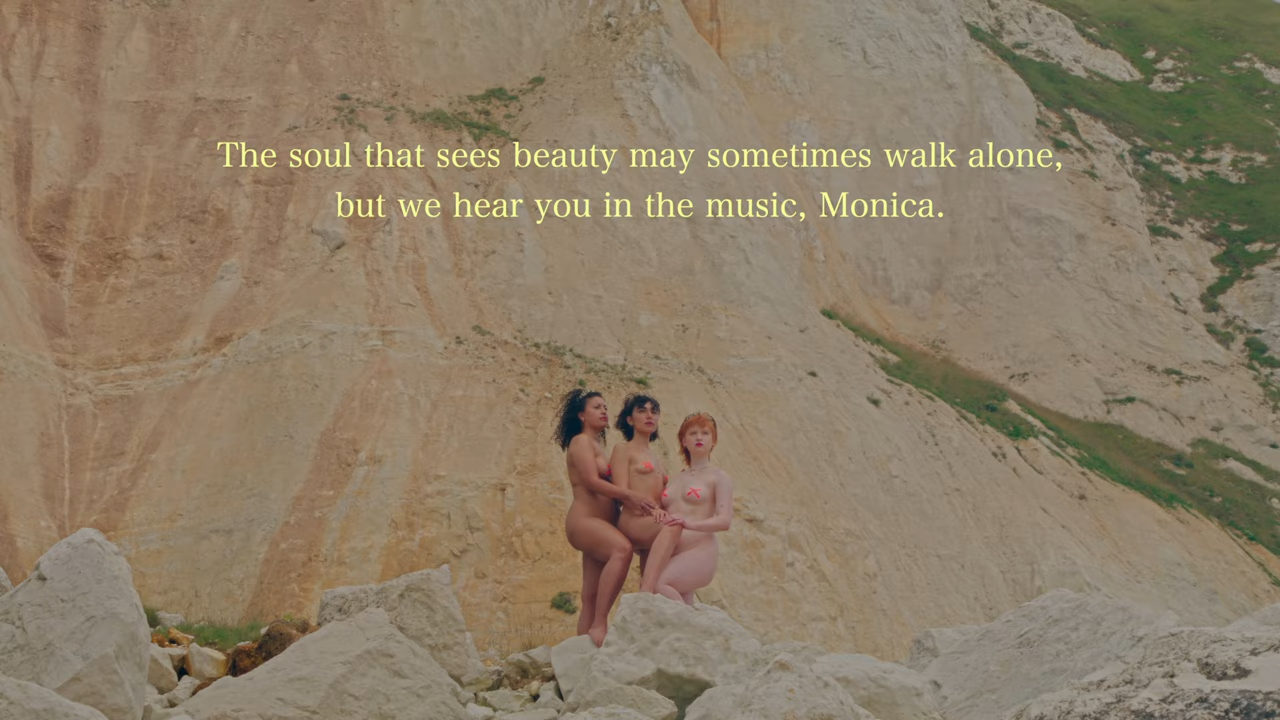 The soul that sees beauty may sometimes walk alone,
but we hear you in the music, Monica.